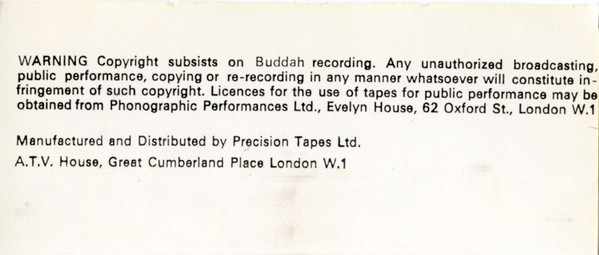 WARNING Copyright subsists on Buddah recording. Any unauthorized broadcasting,
public performance, copying or re-recording in any manner whatsoever will constitute in-
fringement of such copyright. Licences for the use of tapes for public performance may be
obtained from Phonographic Performances Ltd., Evelyn House, 62 Oxford St., London W.1
Manufactured and Distributed by Precision Tapes Ltd.
A.T.V. House, Great Cumberland Place London W.1